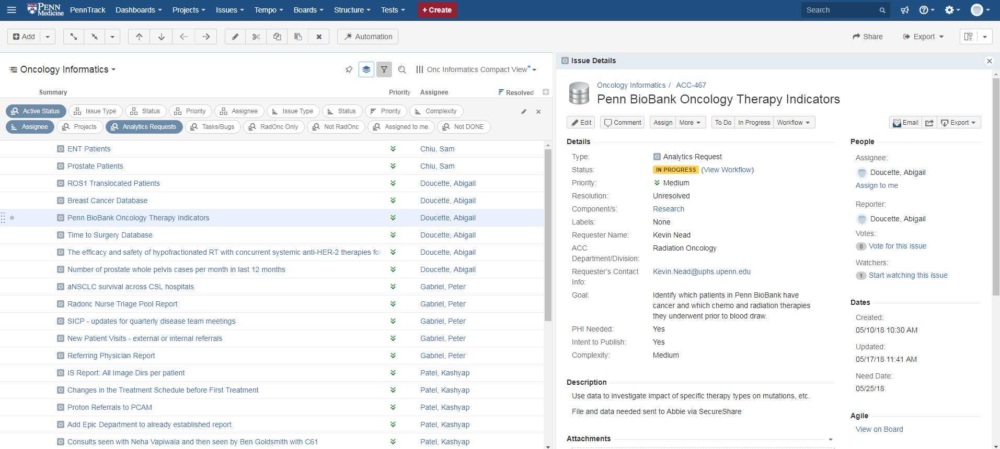 PENN Medicine PennTrack Dashboards Projects Issues Tempo Boards Structure Tests + Create Search
Add Automation Share Export
Oncology Informatics Onc Informatics Compact View*
Summary Priority Assignee Resolved
Active Status Issue Type Status Priority Assignee Issue Type Status Priority Complexity
Assignee Projects Analytics Requests Tasks/Bugs RadOnc Only Not RadOnc Assigned to me Not DONE
ENT Patients Chiu, Sam
Prostate Patients Chiu, Sam
ROS1 Translocated Patients Doucette, Abigail
Breast Cancer Database Doucette, Abigail
Penn BioBank Oncology Therapy Indicators Doucette, Abigail
Time to Surgery Database Doucette, Abigail
The efficacy and safety of hypofractionated RT with concurrent systemic anti-HER-2 therapies fo Doucette, Abigail
Number of prostate whole pelvis cases per month in last 12 months Doucette, Abigail
aNSCLC survival across CSL hospitals Gabriel, Peter
Radonc Nurse Triage Pool Report Gabriel, Peter
SICP - updates for quarterly disease team meetings Gabriel, Peter
New Patient Visits - external or internal referrals Gabriel, Peter
Referring Physician Report Gabriel, Peter
IS Report: All Image Dirs per patient Patel, Kashyap
Changes in the Treatment Schedule before First Treatment Patel, Kashyap
Proton Referrals to PCAM Patel, Kashyap
Add Epic Department to already established report Patel, Kashyap
Consults seen with Neha Vapiwala and then seen by Ben Goldsmith with C61 Patel, Kashyap
Issue Details
Oncology Informatics / ACC-467
Penn BioBank Oncology Therapy Indicators
Edit Comment Assign More To Do In Progress Workflow Email Export
Details
Type: Analytics Request
Status: IN PROGRESS (View Workflow)
Priority: Medium
Resolution: Unresolved
Component/s: Research
Labels: None
Requester Name: Kevin Nead
ACC Radiation Oncology
Department/Division:
Requester's Contact Kevin.Nead@uphs.upenn.edu
Info:
Goal: Identify which patients in Penn BioBank have
cancer and which chemo and radiation therapies
they underwent prior to blood draw.
PHI Needed: Yes
Intent to Publish: Yes
Complexity: Medium
Description
Use data to investigate impact of specific therapy types on mutations, etc.
File and data needed sent to Abbie via SecureShare
Attachments
People
Assignee:
Doucette, Abigail
Assign to me
Reporter:
Doucette, Abigail
Votes:
0 Vote for this issue
Watchers:
1 Start watching this issue
Dates
Created:
05/10/18 10:30 AM
Updated:
05/17/18 11:41 AM
Need Date:
05/25/18
Agile
View on Board